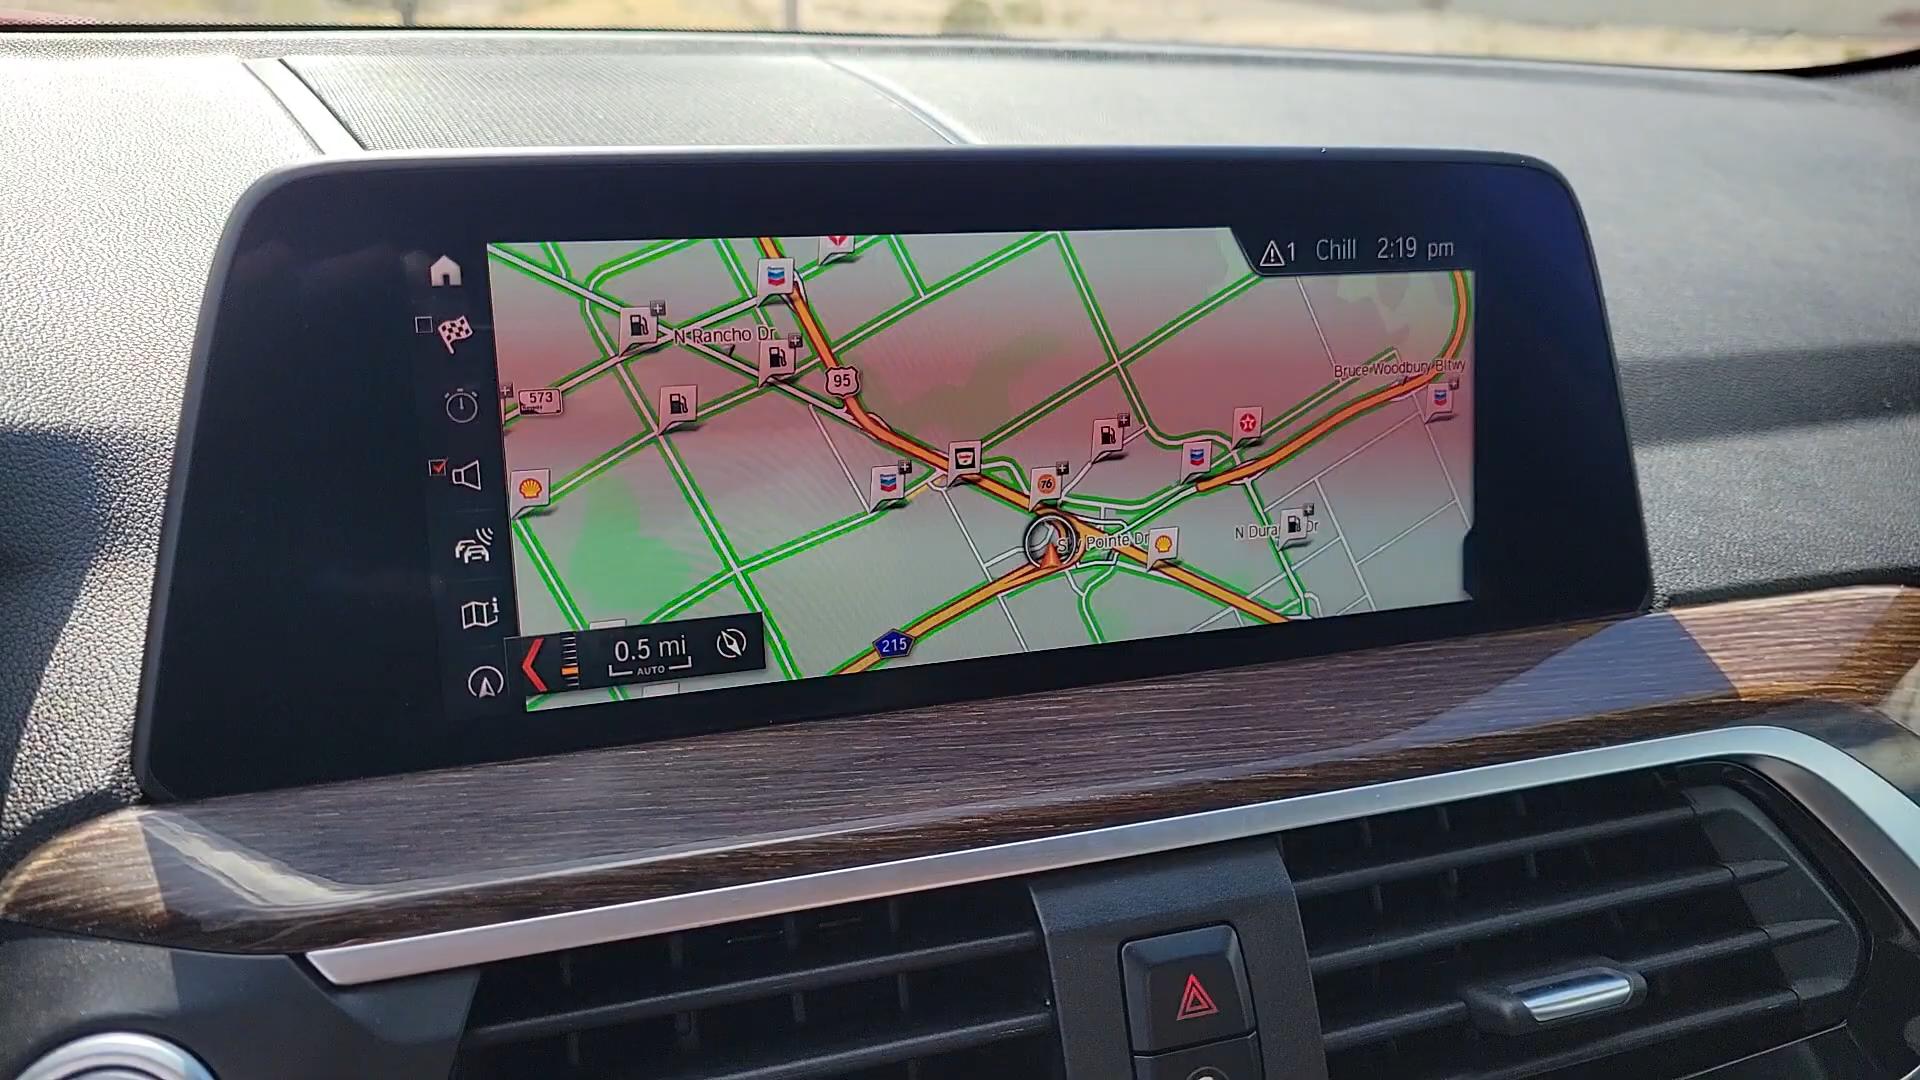 1 Chill 2:19 pm
N Rancho Dr
95
Bruce Woodbury Bltwy
573
76
N Dura
Dr
Pointe Dr
215
0.5 mi
AUTO